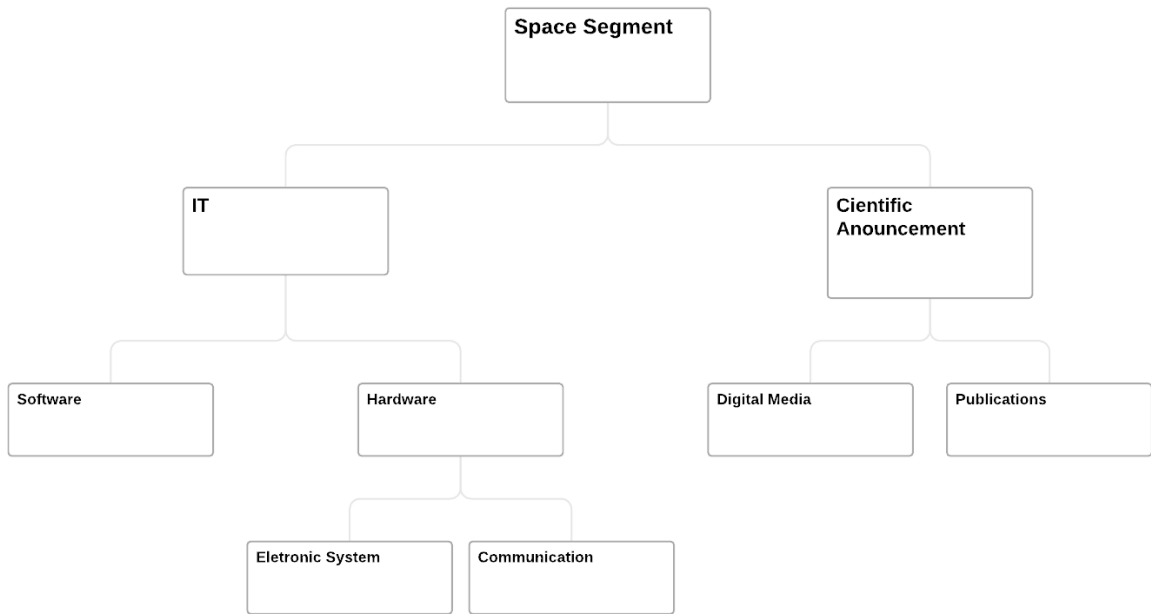 Space Segment
IT
Cientific
Anouncement
Software
Hardware
Digital Media
Publications
Eletronic System
Communication